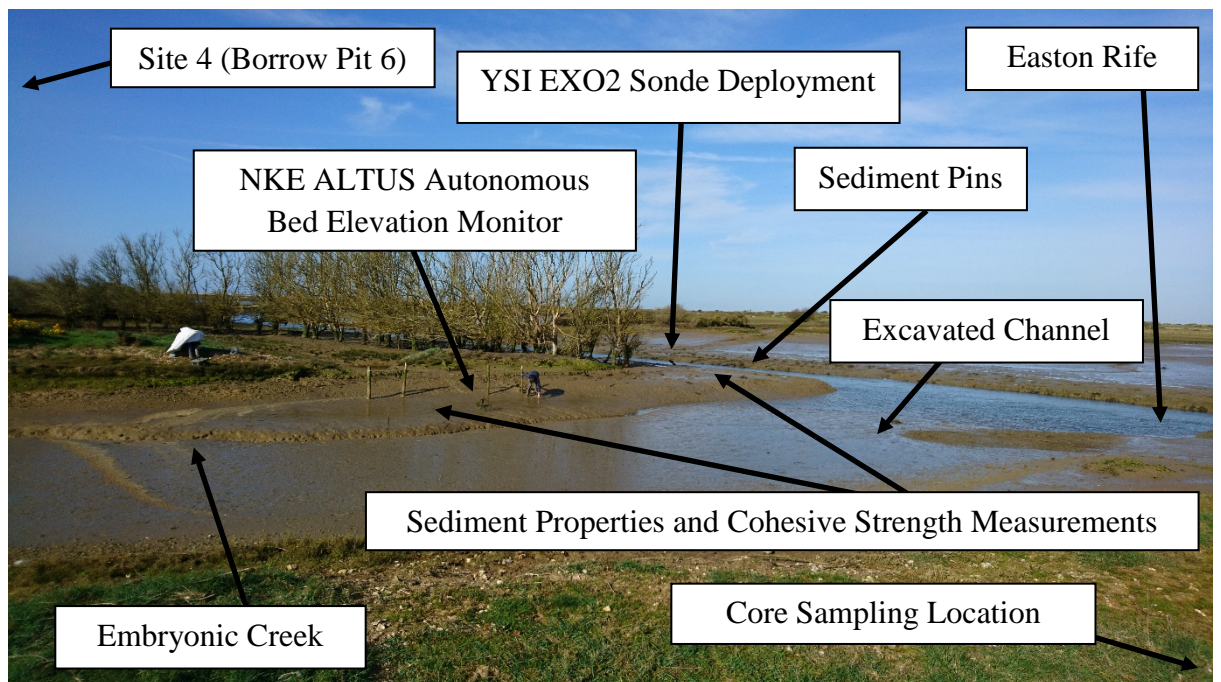 Site 4 (Borrow Pit 6)
YSI EXO2 Sonde Deployment
Easton Rife
NKE ALTUS Autonomous
Bed Elevation Monitor
Sediment Pins
Excavated Channel
Sediment Properties and Cohesive Strength Measurements
Embryonic Creek
Core Sampling Location